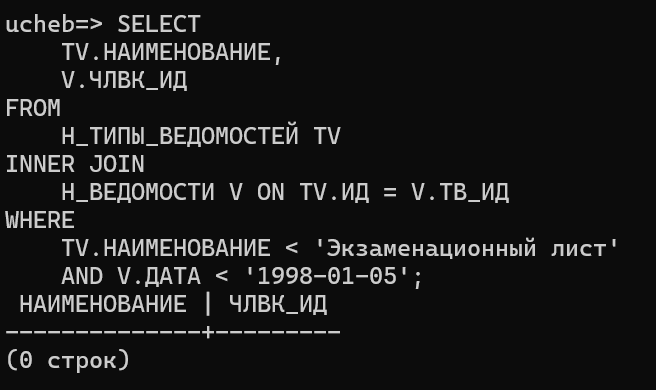 ucheb=> SELECT
    TV.НАИМЕНОВАНИЕ,
    V.ЧЛВК_ИД
FROM
    Н_ТИПЫ_ВЕДОМОСТЕЙ TV
INNER JOIN
    Н_ВЕДОМОСТИ V ON TV.ИД = V.ТВ_ИД
WHERE
    TV.НАИМЕНОВАНИЕ < 'Экзаменационный лист'
    AND V.ДАТА < '1998-01-05';
 НАИМЕНОВАНИЕ | ЧЛВК_ИД
--------------+---------
(0 строк)